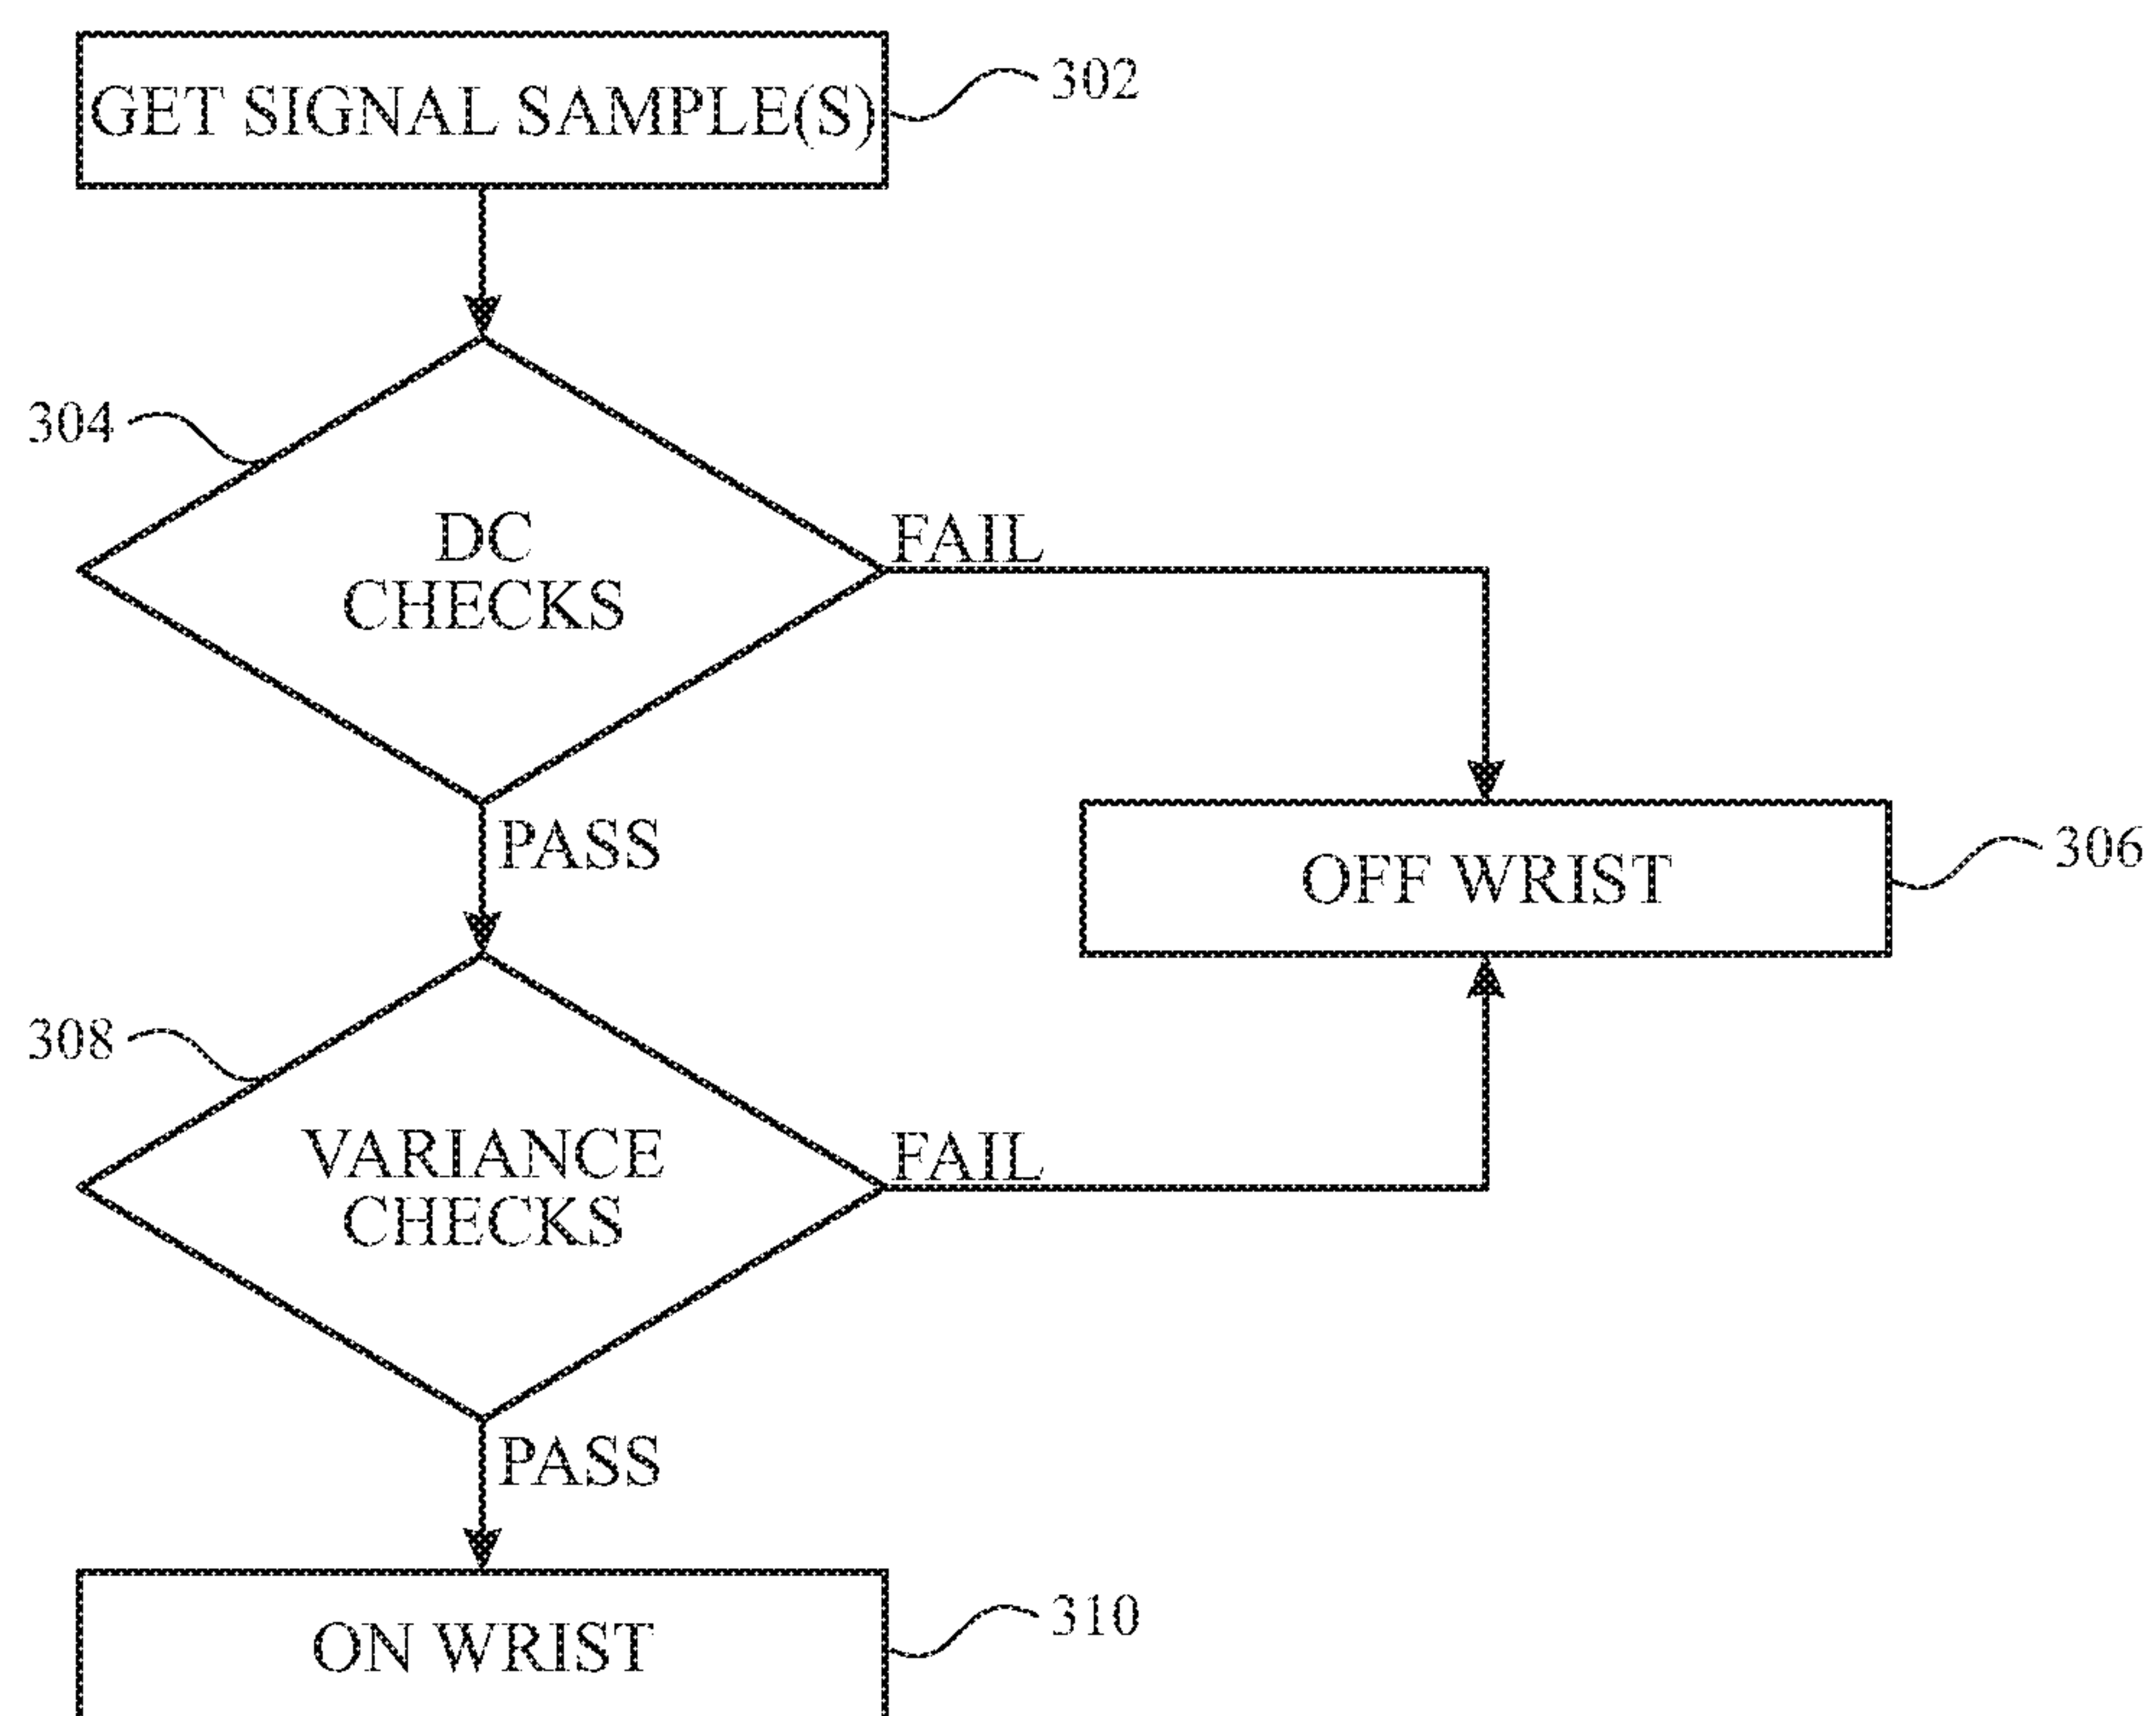 GET SIGNAL SAMPLE(S)
302
304
DC
CHECKS
FAIL
PASS
OFF WRIST
306
308
VARIANCE
CHECKS
FAIL
PASS
ON WRIST
310